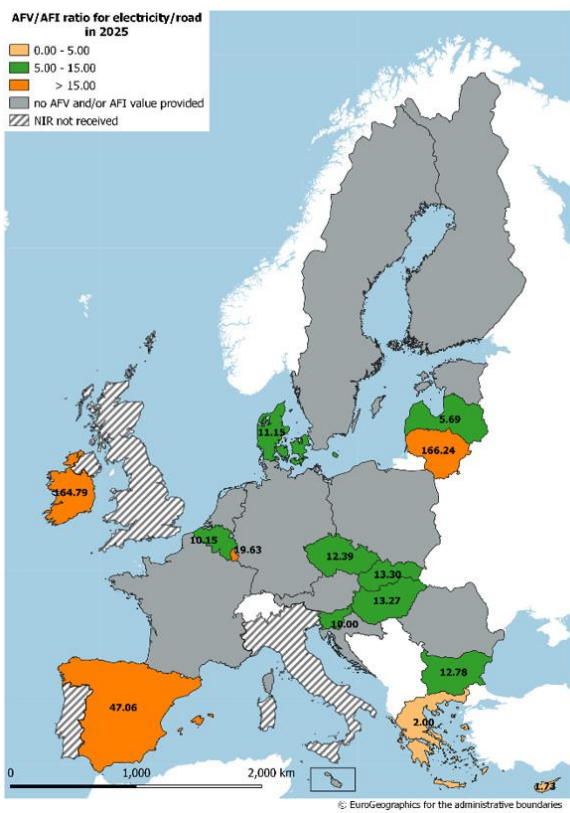 AFV/AFI ratio for electricity/road
in 2025
0.00 - 5.00
5.00 - 15.00
> 15.00
no AFV and/or AFI value provided
NIR not received
11.15
5.69
166.24
164.79
10.15
19.63
12.39
13.30
13.27
10.00
47.06
12.78
2.00
1.73
0 1,000 2,000 km
© EuroGeographics for the administrative boundaries